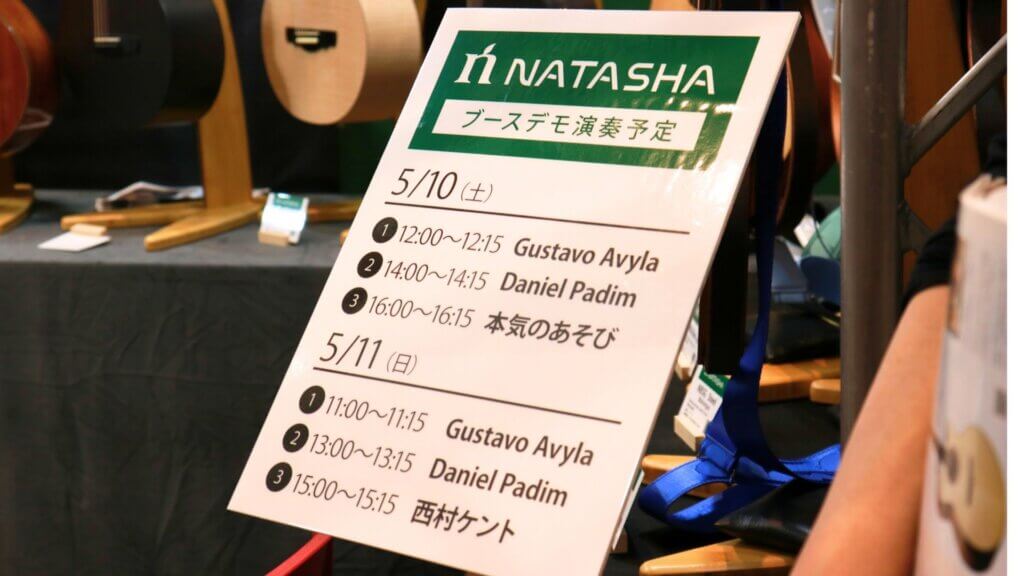 NATASHA
ブースデモ演奏予定
5/10(土)
1 12:00〜12:15 Gustavo Avyla
2 14:00〜14:15 Daniel Padim
3 16:00〜16:15 本気のあそび
5/11(日)
1 11:00〜11:15 Gustavo Avyla
2 13:00〜13:15 Daniel Padim
3 15:00〜15:15 西村ケント